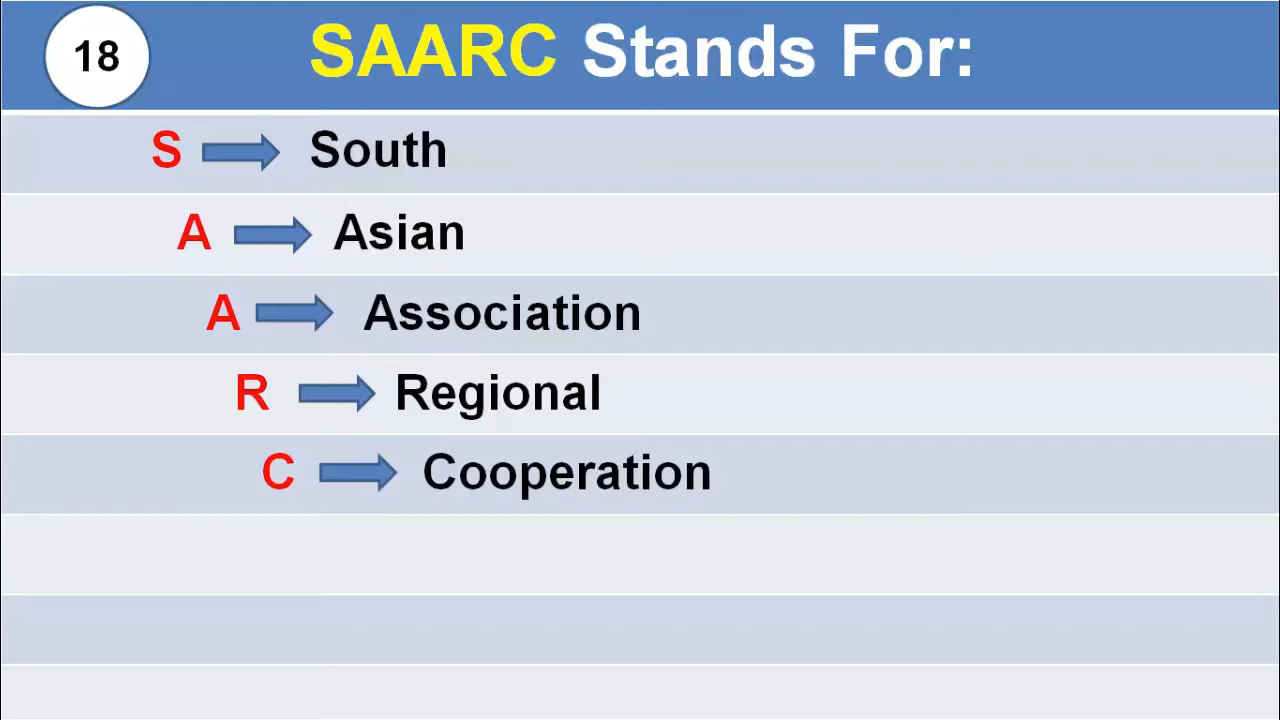 18 SAARC Stands For:
S South
A Asian
A Association
R Regional
C Cooperation